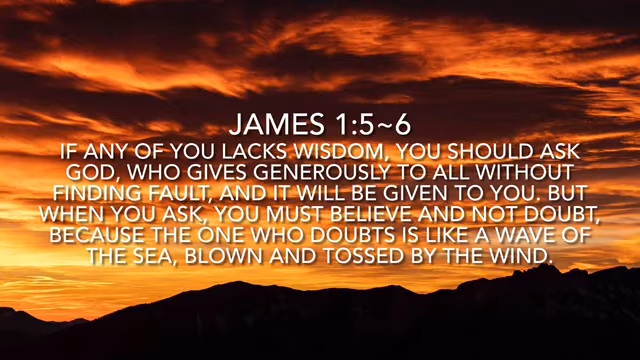 JAMES 1:5~6
IF ANY OF YOU LACKS WISDOM, YOU SHOULD ASK
GOD, WHO GIVES GENEROUSLY TO ALL WITHOUT
FINDING FAULT, AND IT WILL BE GIVEN TO YOU. BUT
WHEN YOU ASK, YOU MUST BELIEVE AND NOT DOUBT,
BECAUSE THE ONE WHO DOUBTS IS LIKE A WAVE OF
THE SEA, BLOWN AND TOSSED BY THE WIND.